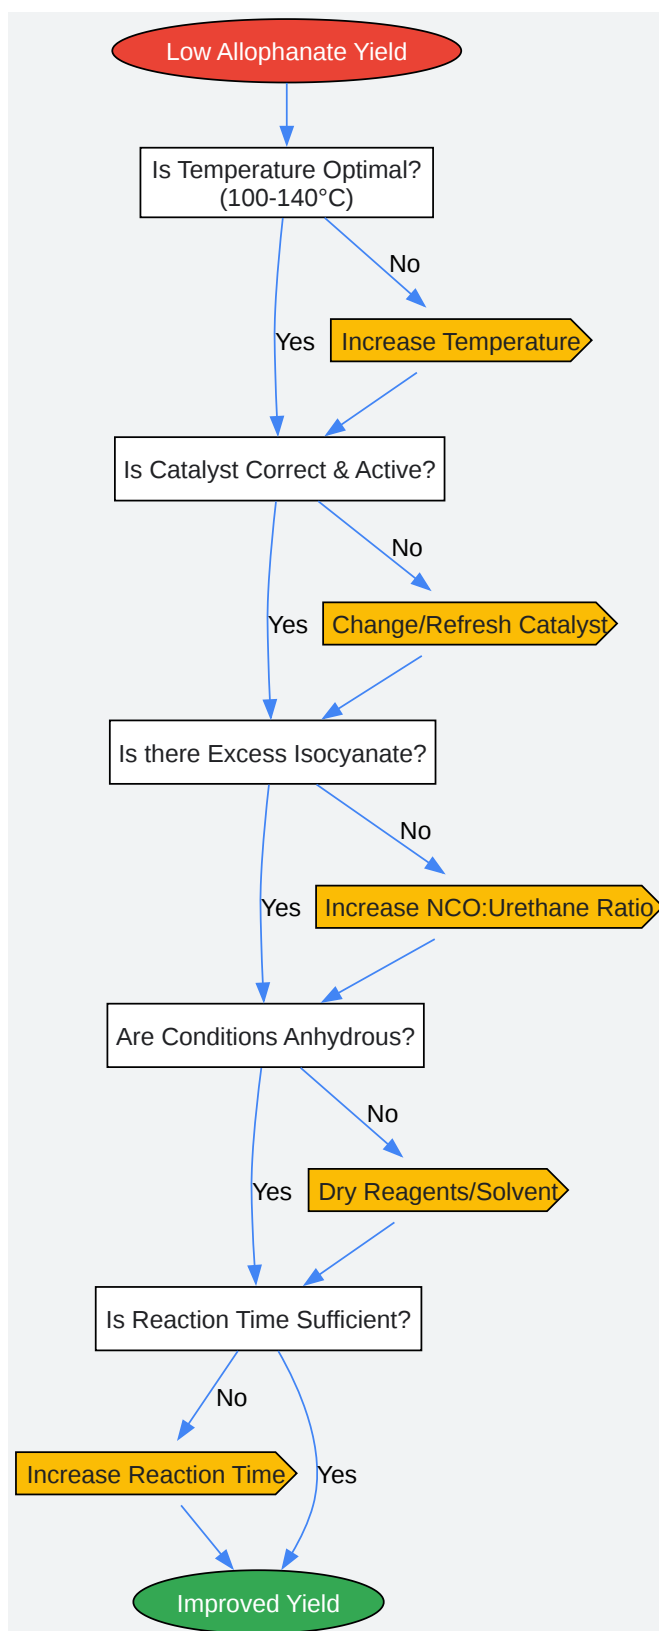 Low Allophanate Yield
Is Temperature Optimal?
(100-140°C)
No
Yes
Increase Temperature
Is Catalyst Correct & Active?
No
Yes
Change/Refresh Catalyst
Is there Excess Isocyanate?
No
Yes
Increase NCO:Urethane Ratio
Are Conditions Anhydrous?
No
Yes
Dry Reagents/Solvent
Is Reaction Time Sufficient?
No
Increase Reaction Time
Yes
Improved Yield